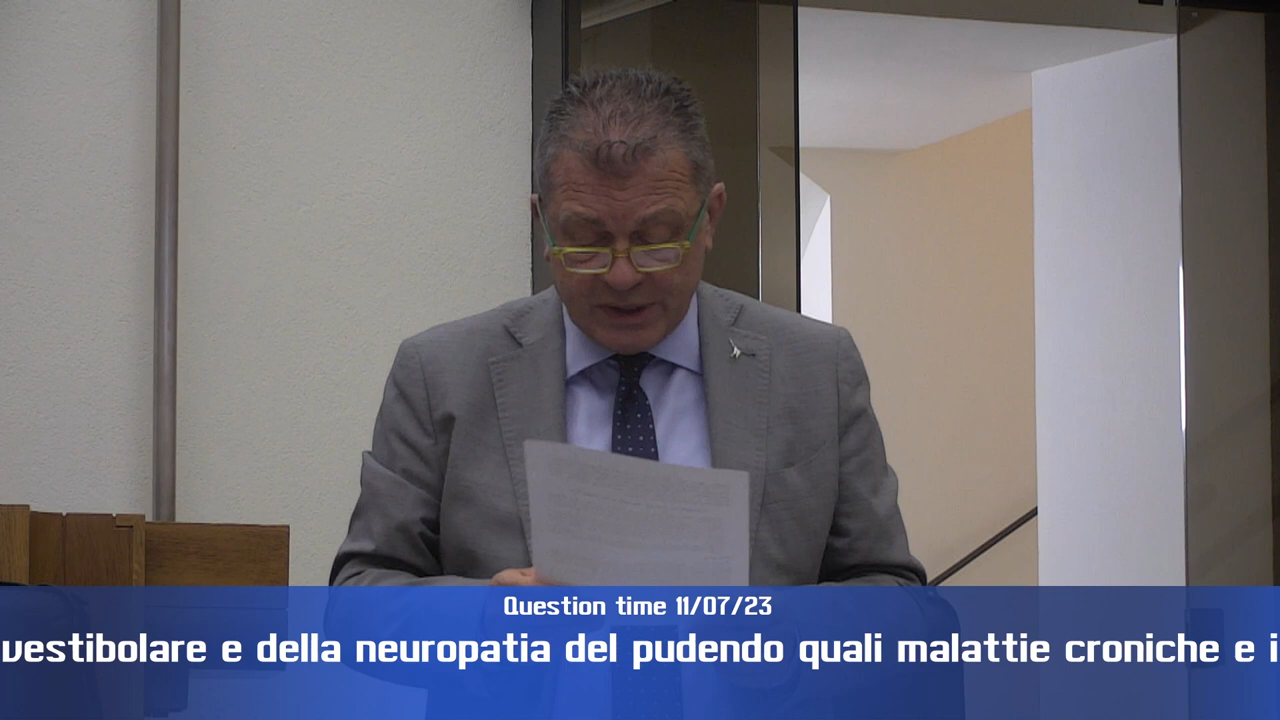 Question time 11/07/23
vestibolare e della neuropatia del pudendo quali malattie croniche e i